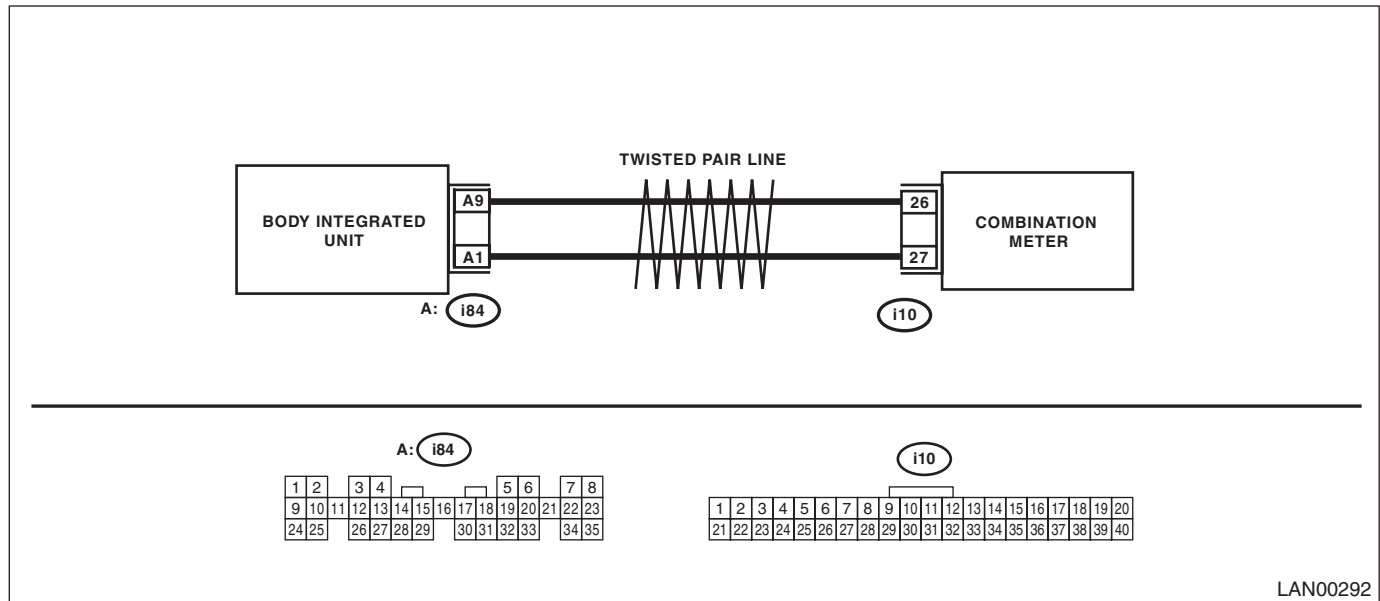 TWISTED PAIR LINE
BODY INTEGRATED
UNIT
A9
A1
26
27
COMBINATION
METER
A: i84
i10
A: i84
1 2 3 4 5 6 7 8
9 10 11 12 13 14 15 16 17 18 19 20 21 22 23
24 25 26 27 28 29 30 31 32 33 34 35
i10
1 2 3 4 5 6 7 8 9 10 11 12 13 14 15 16 17 18 19 20
21 22 23 24 25 26 27 28 29 30 31 32 33 34 35 36 37 38 39 40
LAN00292